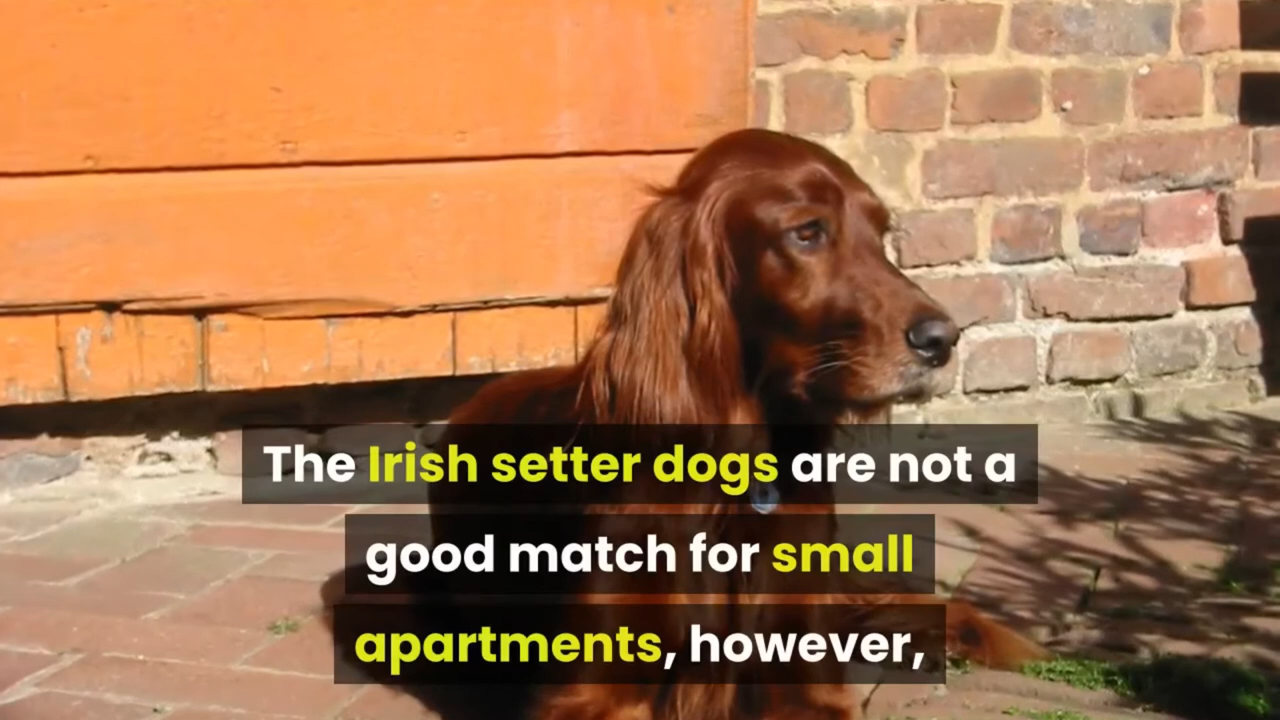 The Irish setter dogs are not a
good match for small
apartments, however,